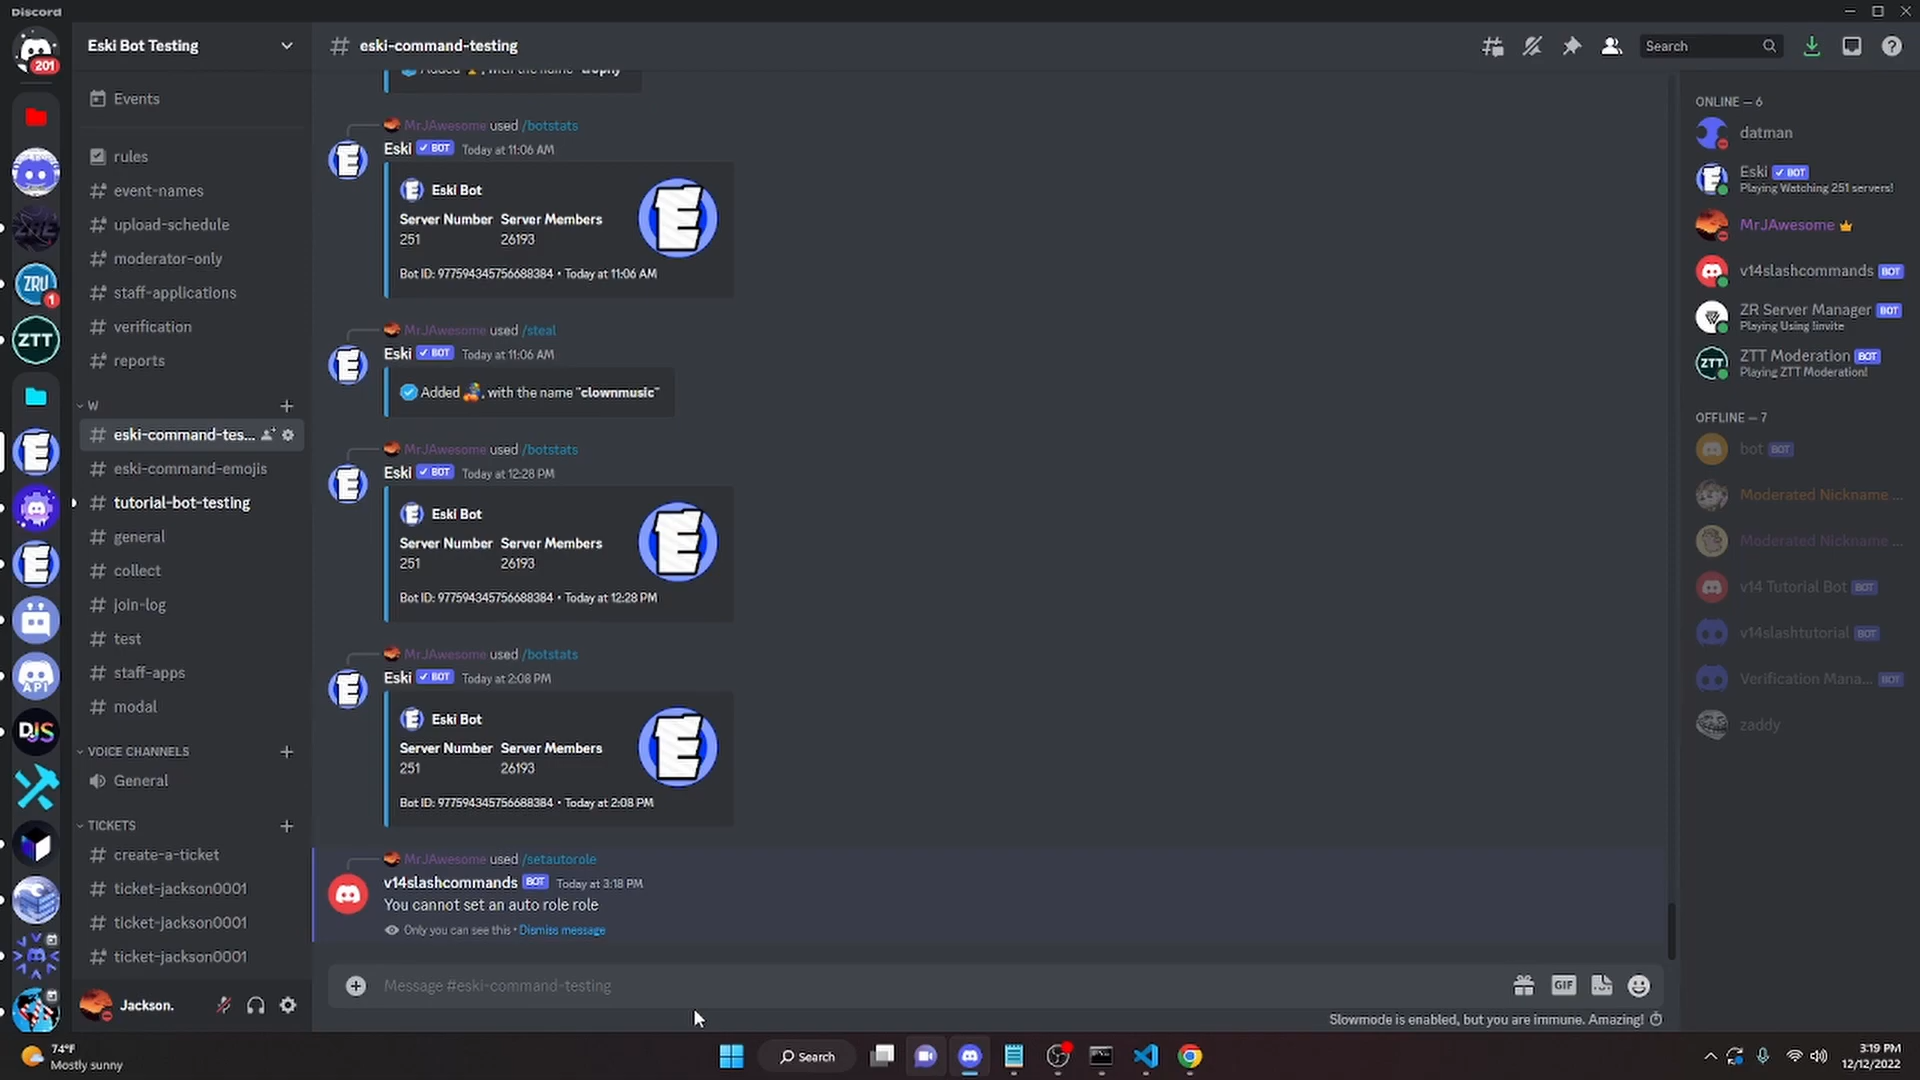 Discord
201
ZRU
1
ZTT
API
DJS
Eski Bot Testing
Events
rules
event-names
upload-schedule
moderator-only
staff-applications
verification
reports
W
eski-command-tes...
eski-command-emojis
tutorial-bot-testing
general
collect
join-log
test
staff-apps
modal
VOICE CHANNELS
General
TICKETS
create-a-ticket
ticket-jackson0001
ticket-jackson0001
ticket-jackson0001
Jackson.
eski-command-testing
Search
Added , with the name "trophy"
MrJAwesome used /botstats
Eski BOT Today at 11:06 AM
Eski Bot
Server Number Server Members
251 26193
Bot ID: 977594345756688384 • Today at 11:06 AM
MrJAwesome used /steal
Eski BOT Today at 11:06 AM
Added , with the name "clownmusic"
MrJAwesome used /botstats
Eski BOT Today at 12:28 PM
Eski Bot
Server Number Server Members
251 26193
Bot ID: 977594345756688384 • Today at 12:28 PM
MrJAwesome used /botstats
Eski BOT Today at 2:08 PM
Eski Bot
Server Number Server Members
251 26193
Bot ID: 977594345756688384 • Today at 2:08 PM
MrJAwesome used /setautorole
v14slashcommands BOT Today at 3:18 PM
You cannot set an auto role role
Only you can see this • Dismiss message
Message #eski-command-testing
GIF
Slowmode is enabled, but you are immune. Amazing!
ONLINE — 6
datman
Eski BOT
Playing Watching 251 servers!
MrJAwesome
v14slashcommands BOT
ZR Server Manager BOT
Playing Using !invite
ZTT Moderation BOT
Playing ZTT Moderation!
OFFLINE — 7
bot BOT
Moderated Nickname ...
Moderated Nickname ...
v14 Tutorial Bot BOT
v14slashtutorial BOT
Verification Mana... BOT
zaddy
74°F
Mostly sunny
Search
3:19 PM
12/12/2022